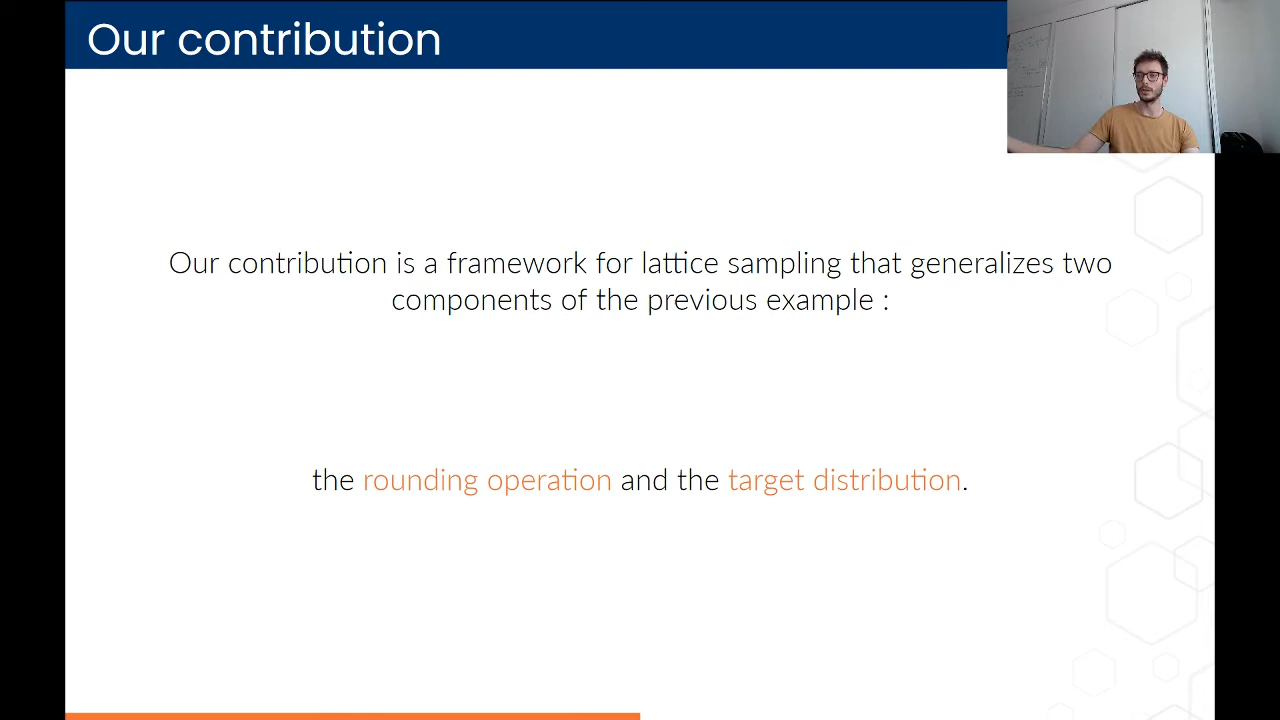 Our contribution
Our contribution is a framework for lattice sampling that generalizes two
components of the previous example :
the rounding operation and the target distribution.